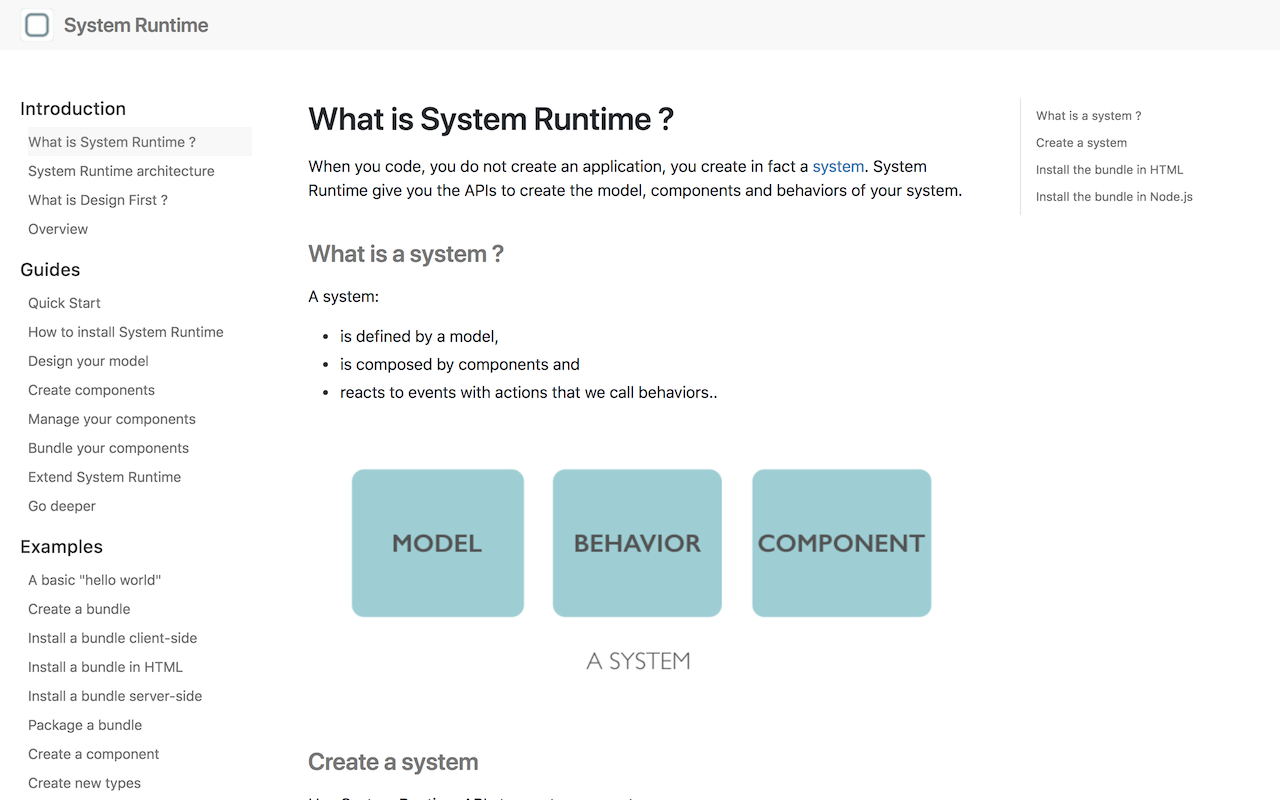 System Runtime
Introduction
What is System Runtime ?
System Runtime architecture
What is Design First ?
Overview
Guides
Quick Start
How to install System Runtime
Design your model
Create components
Manage your components
Bundle your components
Extend System Runtime
Go deeper
Examples
A basic "hello world"
Create a bundle
Install a bundle client-side
Install a bundle in HTML
Install a bundle server-side
Package a bundle
Create a component
Create new types
What is System Runtime ?
When you code, you do not create an application, you create in fact a system. System
Runtime give you the APIs to create the model, components and behaviors of your system.
What is a system ?
A system:
is defined by a model,
is composed by components and
reacts to events with actions that we call behaviors..
MODEL
BEHAVIOR
COMPONENT
A SYSTEM
Create a system
What is a system ?
Create a system
Install the bundle in HTML
Install the bundle in Node.js